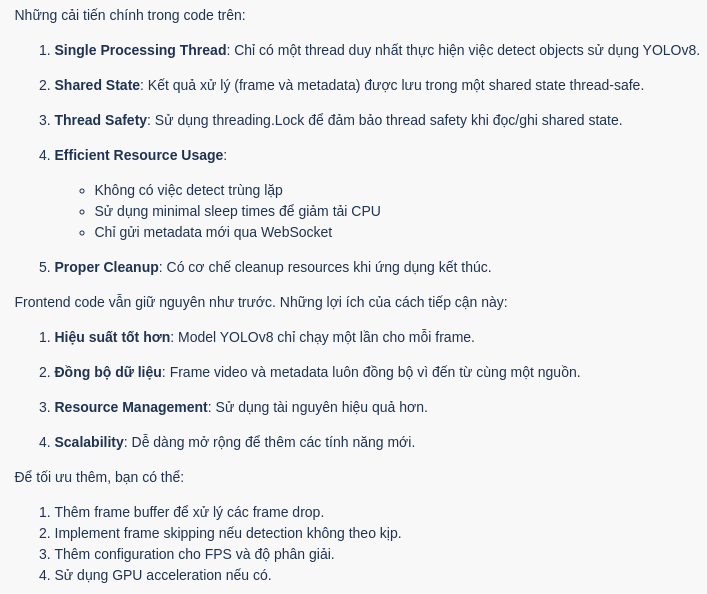 Những cải tiến chính trong code trên:
1. Single Processing Thread: Chỉ có một thread duy nhất thực hiện việc detect objects sử dụng YOLOv8.
2. Shared State: Kết quả xử lý (frame và metadata) được lưu trong một shared state thread-safe.
3. Thread Safety: Sử dụng threading.Lock để đảm bảo thread safety khi đọc/ghi shared state.
4. Efficient Resource Usage:
◦ Không có việc detect trùng lặp
◦ Sử dụng minimal sleep times để giảm tải CPU
◦ Chỉ gửi metadata mới qua WebSocket
5. Proper Cleanup: Có cơ chế cleanup resources khi ứng dụng kết thúc.
Frontend code vẫn giữ nguyên như trước. Những lợi ích của cách tiếp cận này:
1. Hiệu suất tốt hơn: Model YOLOv8 chỉ chạy một lần cho mỗi frame.
2. Đồng bộ dữ liệu: Frame video và metadata luôn đồng bộ vì đến từ cùng một nguồn.
3. Resource Management: Sử dụng tài nguyên hiệu quả hơn.
4. Scalability: Dễ dàng mở rộng để thêm các tính năng mới.
Để tối ưu thêm, bạn có thể:
1. Thêm frame buffer để xử lý các frame drop.
2. Implement frame skipping nếu detection không theo kịp.
3. Thêm configuration cho FPS và độ phân giải.
4. Sử dụng GPU acceleration nếu có.